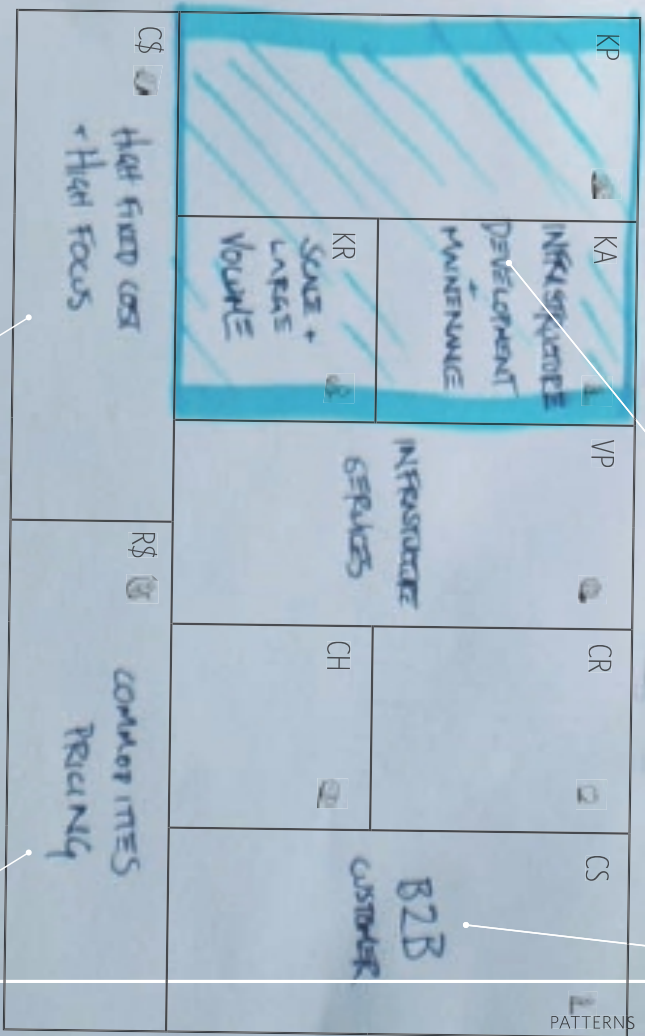 KP
KA
INFRASTRUCTURE
DEVELOPMENT
+
MAINTENANCE
KR
SCALE +
LARGE
VOLUME
VP
INFRASTRUCTURE
SERVICES
CR
CH
CS
B2B
CUSTOMER
C$
HIGH FIXED COST
+ HIGH FOCUS
R$
COMMODITIES
PRICING
PATTERNS